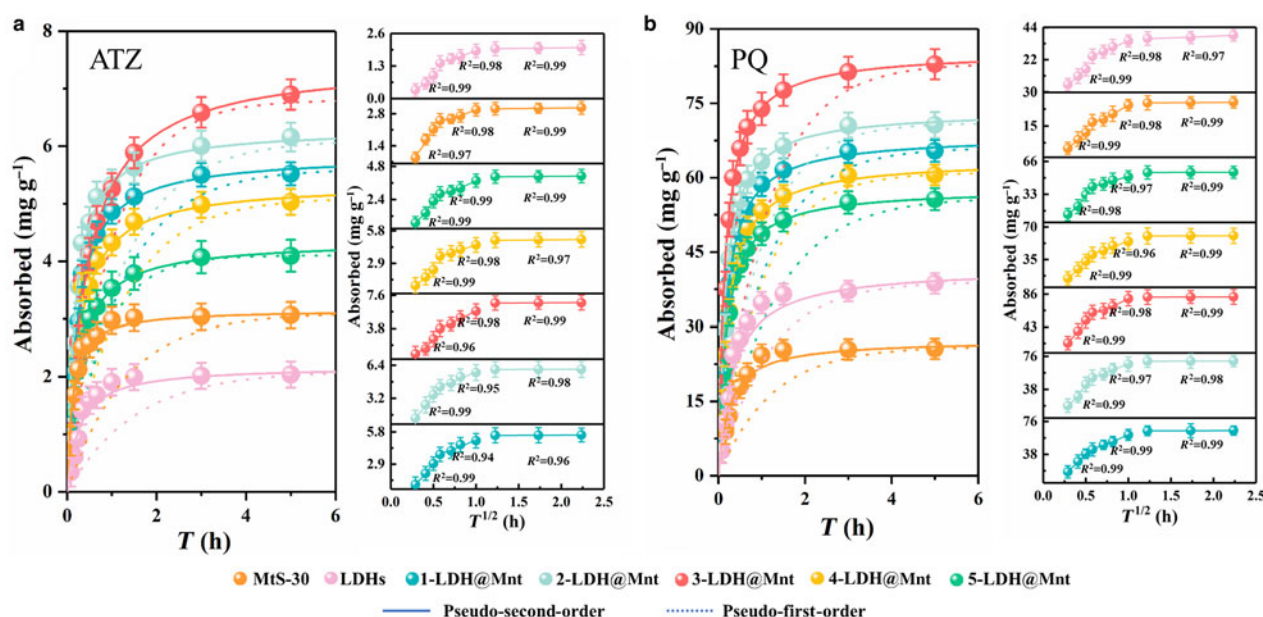 a
ATZ
Absorbed (mg g⁻¹)
8
6
4
2
0
0
2
4
6
T (h)
Absorbed (mg g⁻¹)
2.6
1.3
0.0
R²=0.99
R²=0.98
R²=0.99
2.8
1.4
R²=0.97
R²=0.98
R²=0.99
4.8
2.4
R²=0.99
R²=0.99
R²=0.99
5.8
2.9
R²=0.99
R²=0.98
R²=0.97
7.6
3.8
R²=0.96
R²=0.98
R²=0.99
6.4
3.2
R²=0.99
R²=0.95
R²=0.98
5.8
2.9
R²=0.99
R²=0.94
R²=0.96
0.0 0.5 1.0 1.5 2.0 2.5
T¹ᐟ² (h)
b
PQ
Absorbed (mg g⁻¹)
90
75
60
45
30
15
0
0
2
4
6
T (h)
Absorbed (mg g⁻¹)
44
22
R²=0.99
R²=0.98
R²=0.97
30
15
R²=0.99
R²=0.98
R²=0.99
66
33
R²=0.98
R²=0.97
R²=0.99
70
35
R²=0.99
R²=0.96
R²=0.99
86
43
R²=0.99
R²=0.98
R²=0.99
76
38
R²=0.99
R²=0.97
R²=0.98
76
38
R²=0.99
R²=0.99
R²=0.99
0.0 0.5 1.0 1.5 2.0 2.5
T¹ᐟ² (h)
MtS-30 LDHs 1-LDH@Mnt 2-LDH@Mnt 3-LDH@Mnt 4-LDH@Mnt 5-LDH@Mnt
Pseudo-second-order Pseudo-first-order